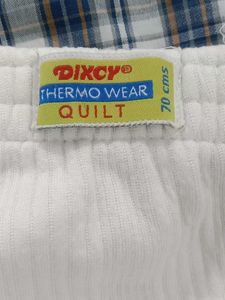 DIXCY®
THERMO WEAR
QUILT
70 cms